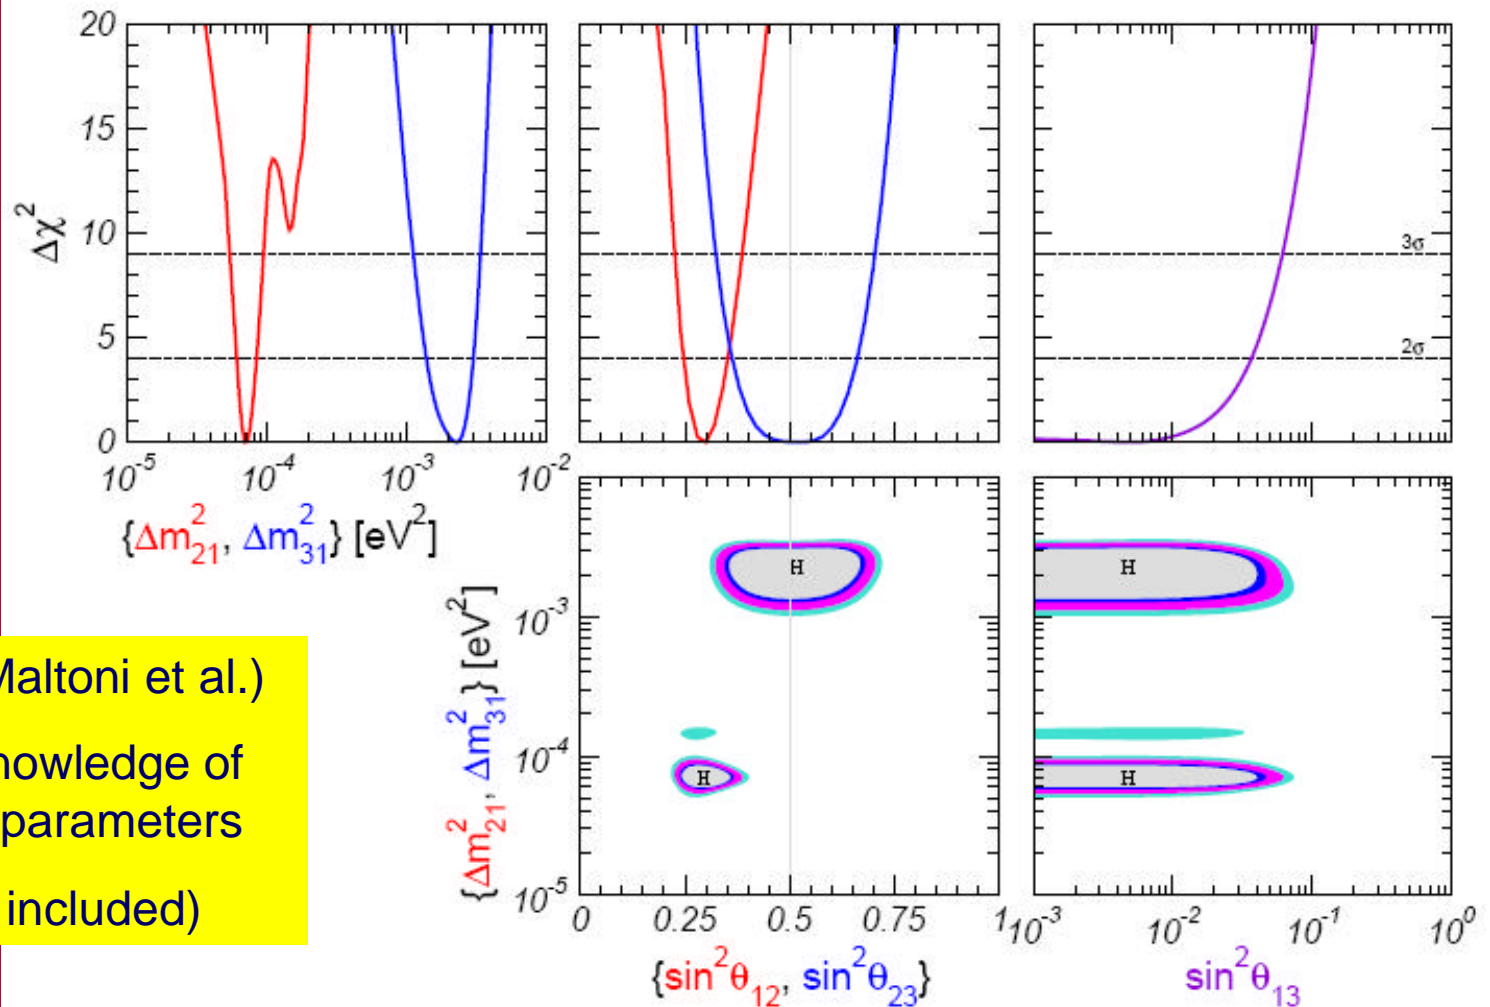 20
15
10
5
0
Δχ²
3σ
2σ
10⁻⁵ 10⁻⁴ 10⁻³ 10⁻²
{Δm²₂₁, Δm²₃₁} [eV²]
{Δm²₂₁, Δm²₃₁} [eV²]
10⁻³
10⁻⁴
10⁻⁵
H
H
H
H
0 0.25 0.5 0.75 1
10⁻³ 10⁻² 10⁻¹ 10⁰
{sin²θ₁₂, sin²θ₂₃}
sin²θ₁₃
Maltoni et al.)
nowledge of
parameters
included)